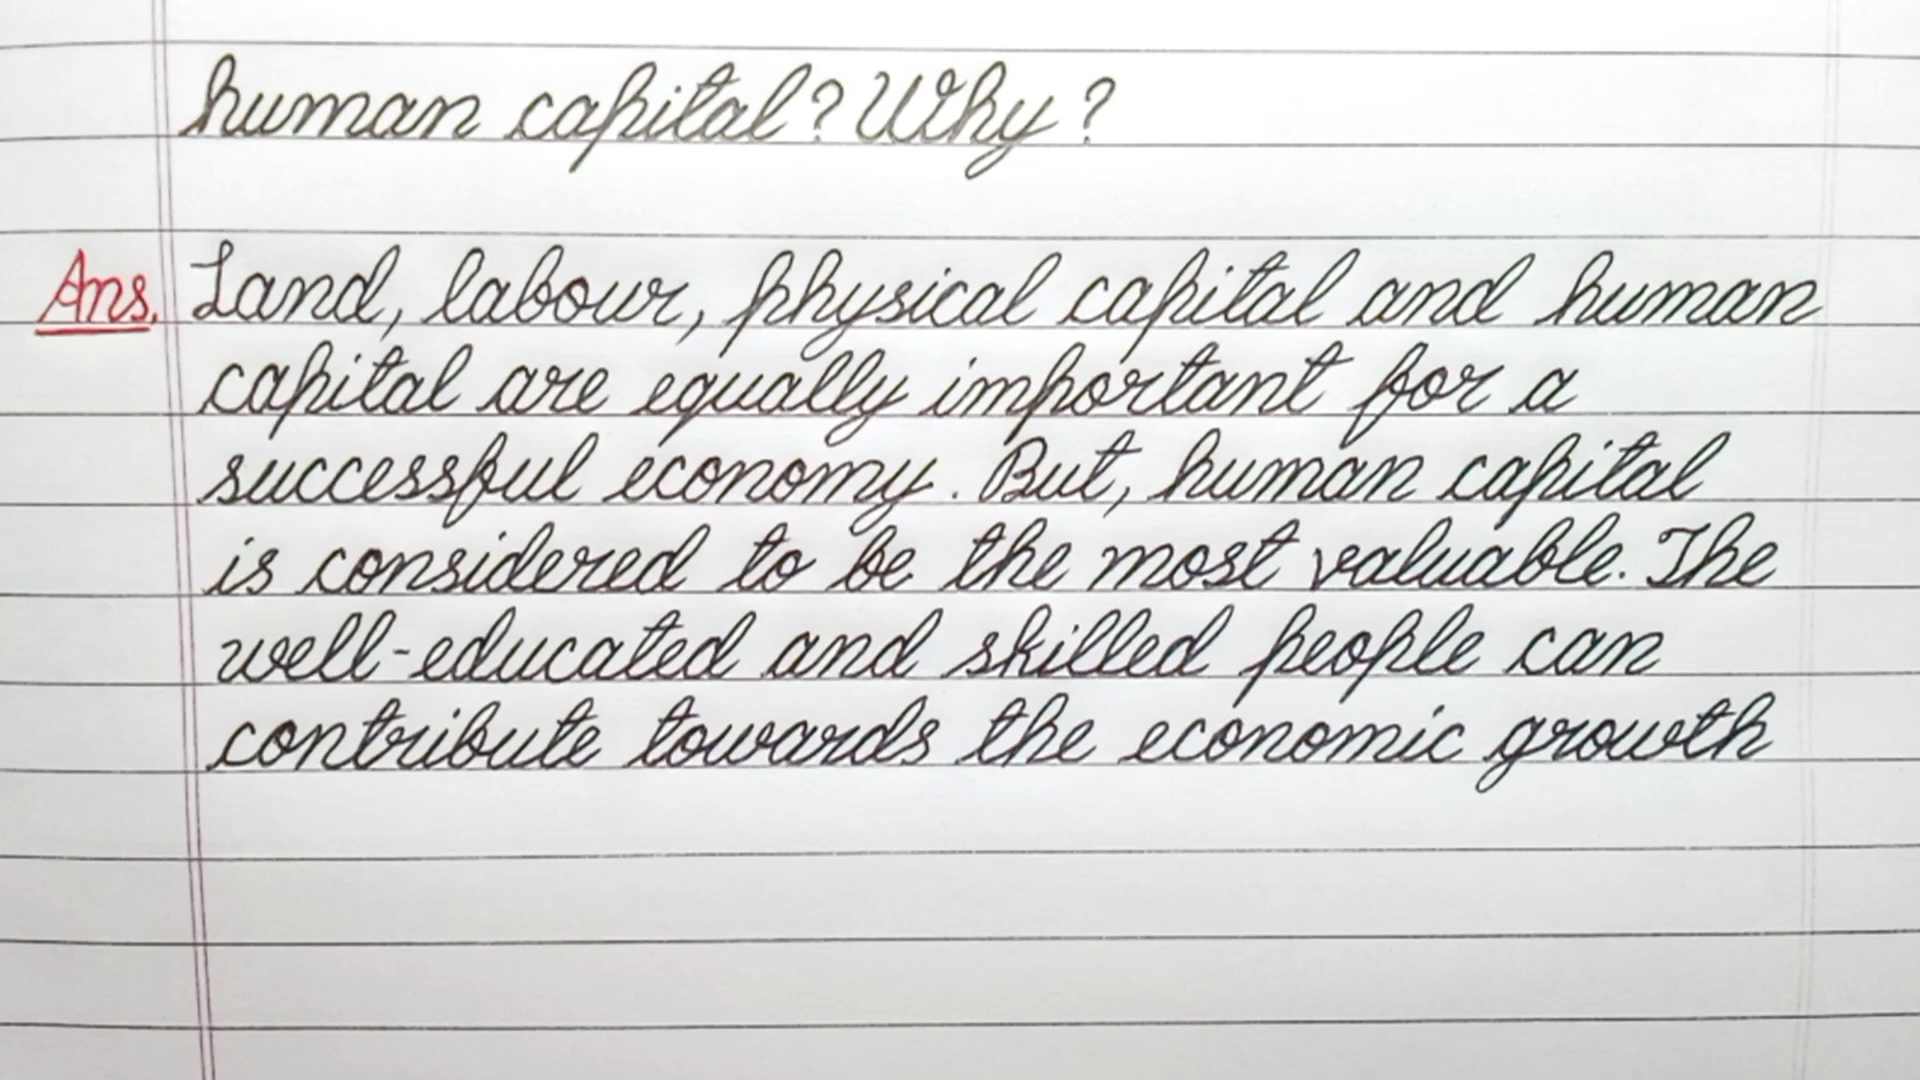 human capital? Why?
Ans. Land, labour, physical capital and human
capital are equally important for a
successful economy. But, human capital
is considered to be the most valuable. The
well-educated and skilled people can
contribute towards the economic growth